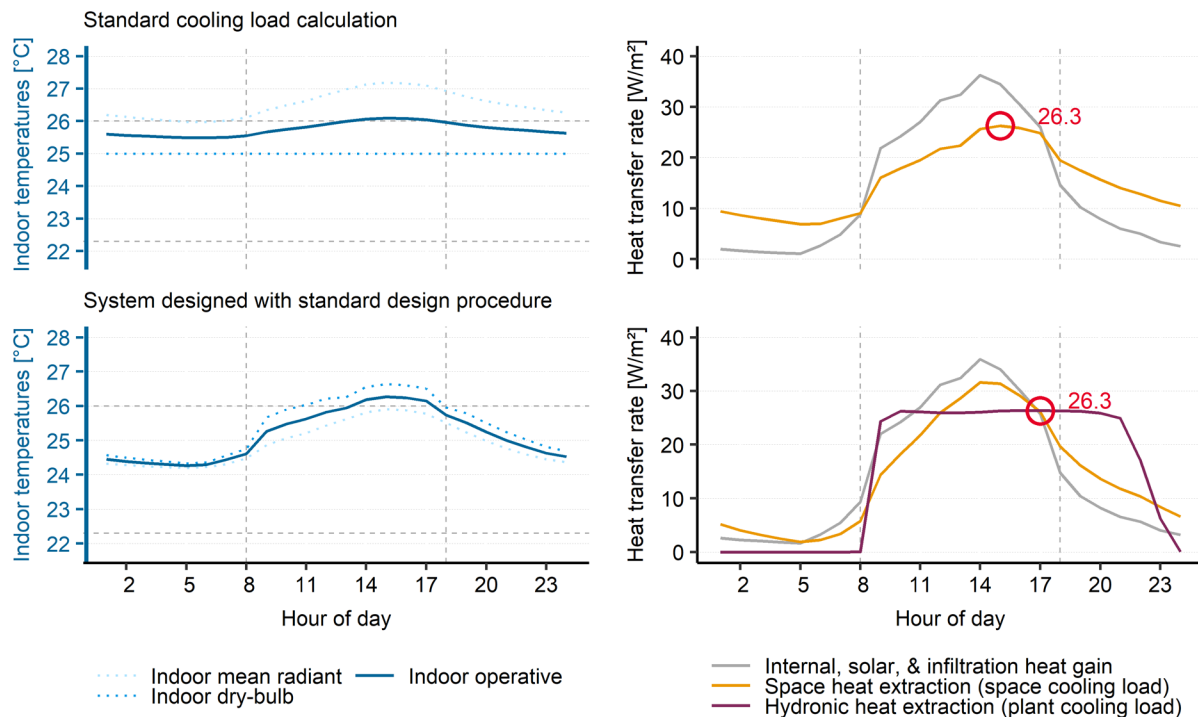 Standard cooling load calculation
Indoor temperatures [°C]
28
27
26
25
24
23
22
Heat transfer rate [W/m²]
40
30
20
10
0
26.3
System designed with standard design procedure
Indoor temperatures [°C]
28
27
26
25
24
23
22
2 5 8 11 14 17 20 23
Hour of day
Heat transfer rate [W/m²]
40
30
20
10
0
26.3
2 5 8 11 14 17 20 23
Hour of day
Indoor mean radiant
Indoor operative
Indoor dry-bulb
Internal, solar, & infiltration heat gain
Space heat extraction (space cooling load)
Hydronic heat extraction (plant cooling load)